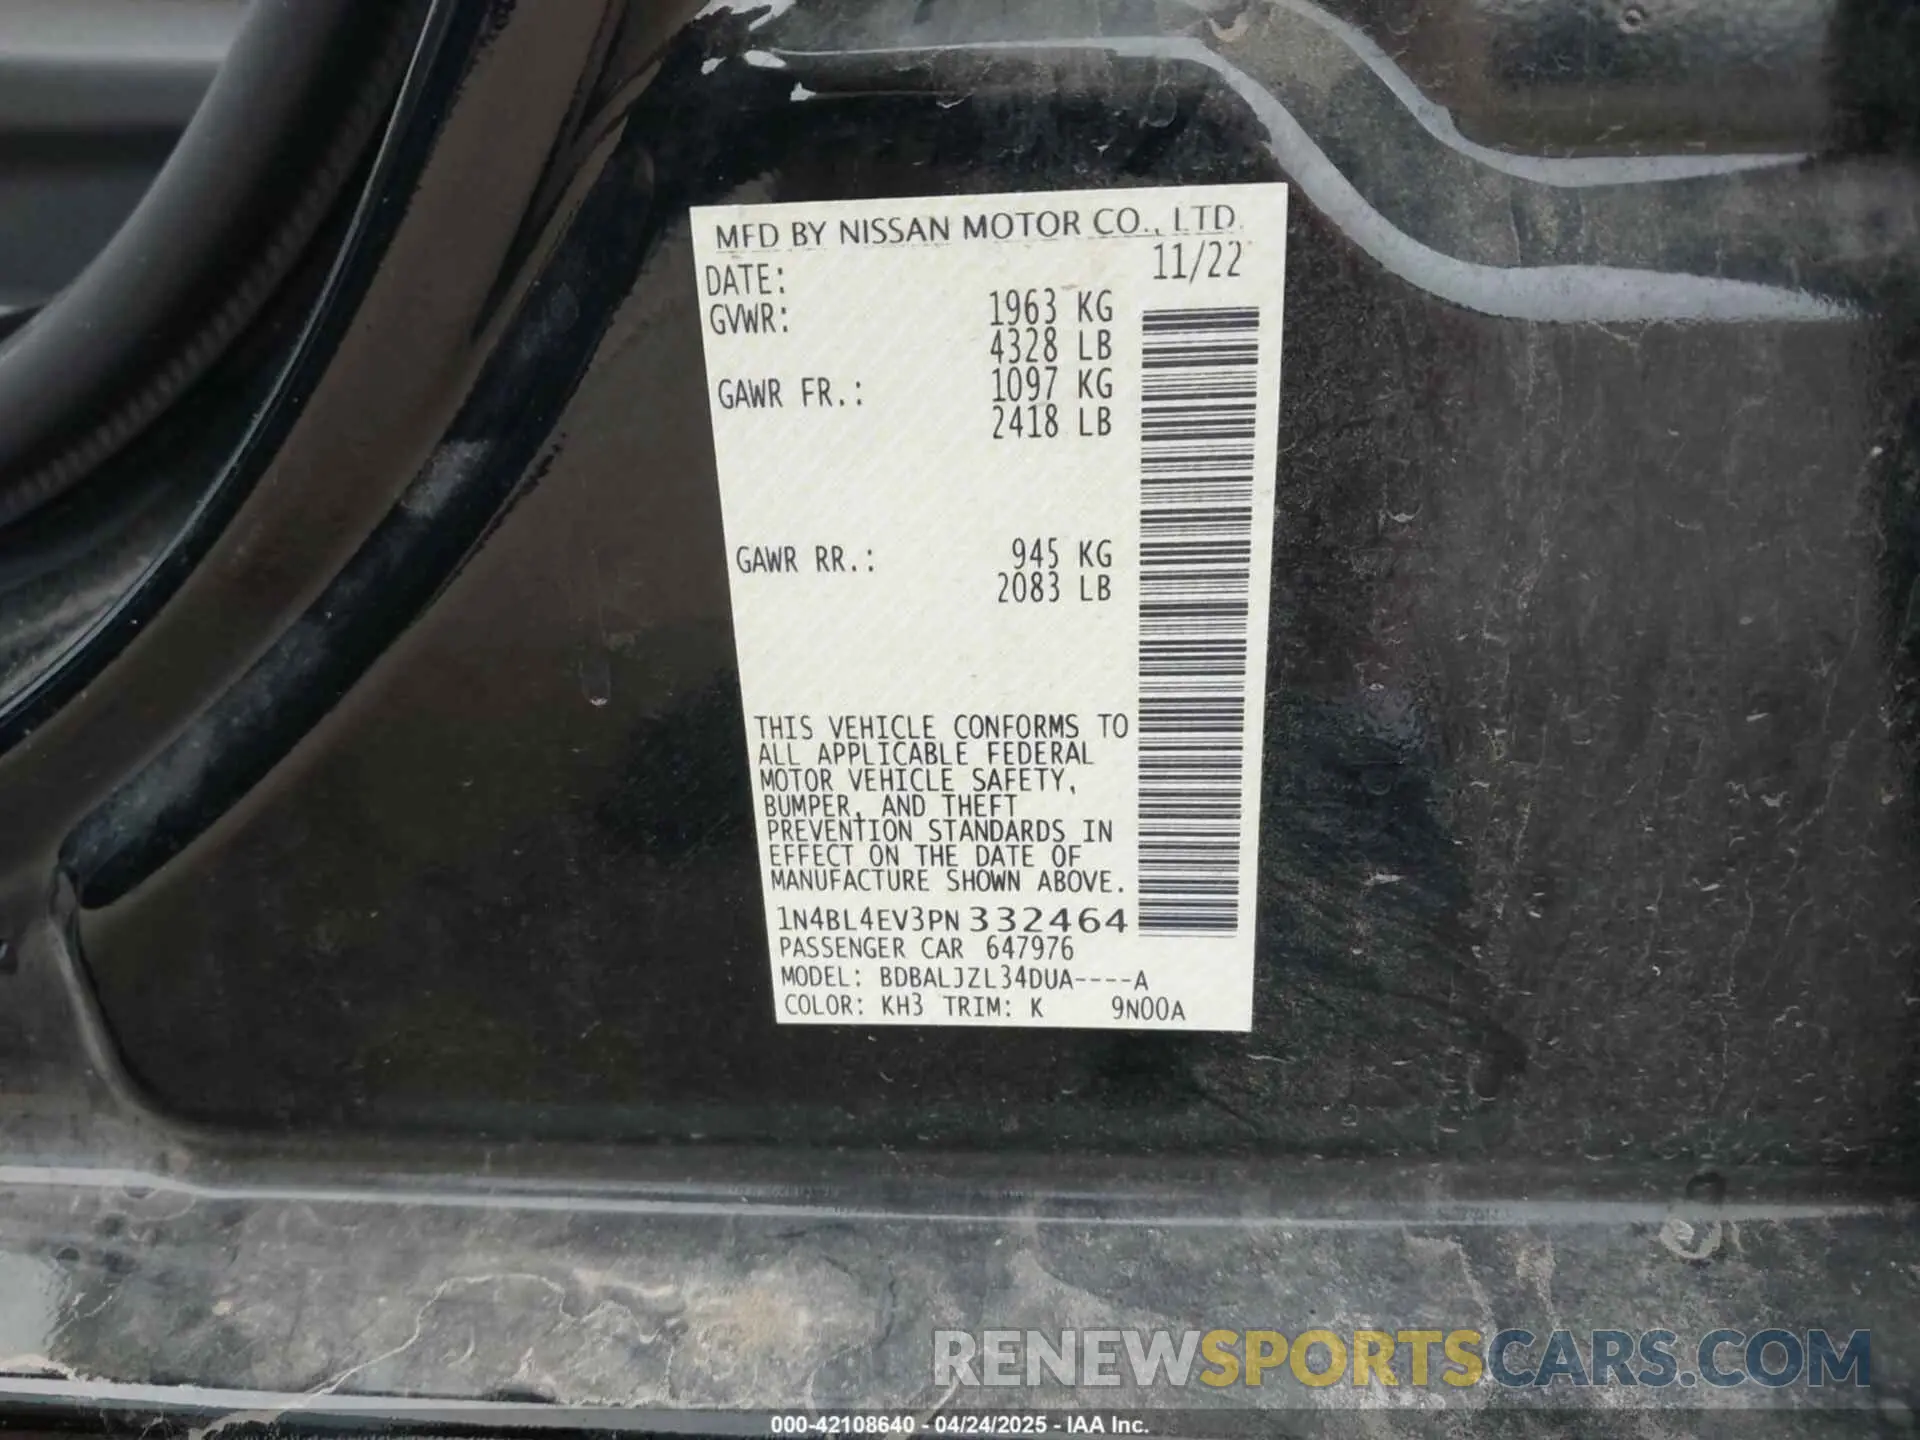 MFD BY NISSAN MOTOR CO., LTD.
DATE: 11/22
GVWR: 1963 KG
4328 LB
GAWR FR.: 1097 KG
2418 LB
GAWR RR.: 945 KG
2083 LB
THIS VEHICLE CONFORMS TO
ALL APPLICABLE FEDERAL
MOTOR VEHICLE SAFETY,
BUMPER, AND THEFT
PREVENTION STANDARDS IN
EFFECT ON THE DATE OF
MANUFACTURE SHOWN ABOVE.
1N4BL4EV3PN332464
PASSENGER CAR 647976
MODEL: BDBALJZL34DUA----A
COLOR: KH3 TRIM: K 9N00A
RENEWSPORTSCARS.COM
000-42108640 - 04/24/2025 - IAA Inc.